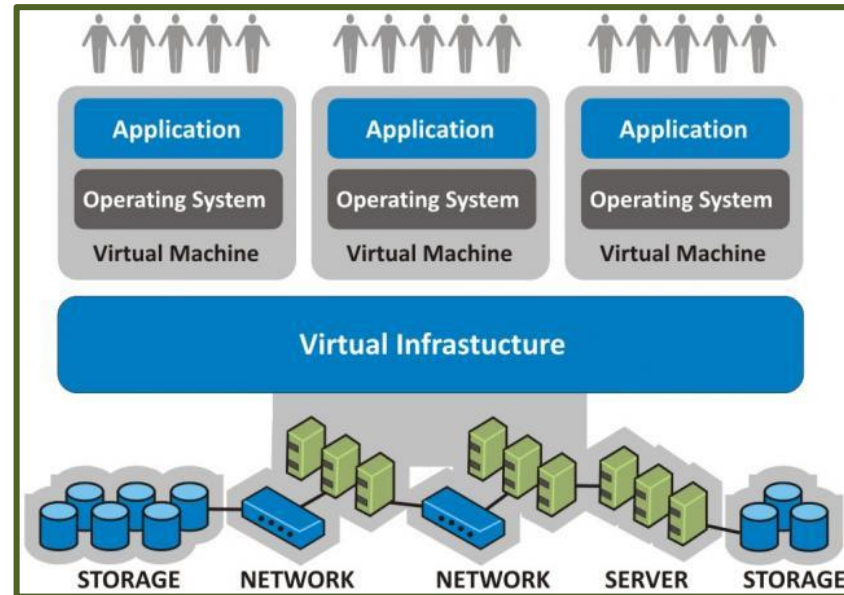 Application
Application
Application
Operating System
Operating System
Operating System
Virtual Machine
Virtual Machine
Virtual Machine
Virtual Infrastucture
STORAGE NETWORK NETWORK SERVER STORAGE